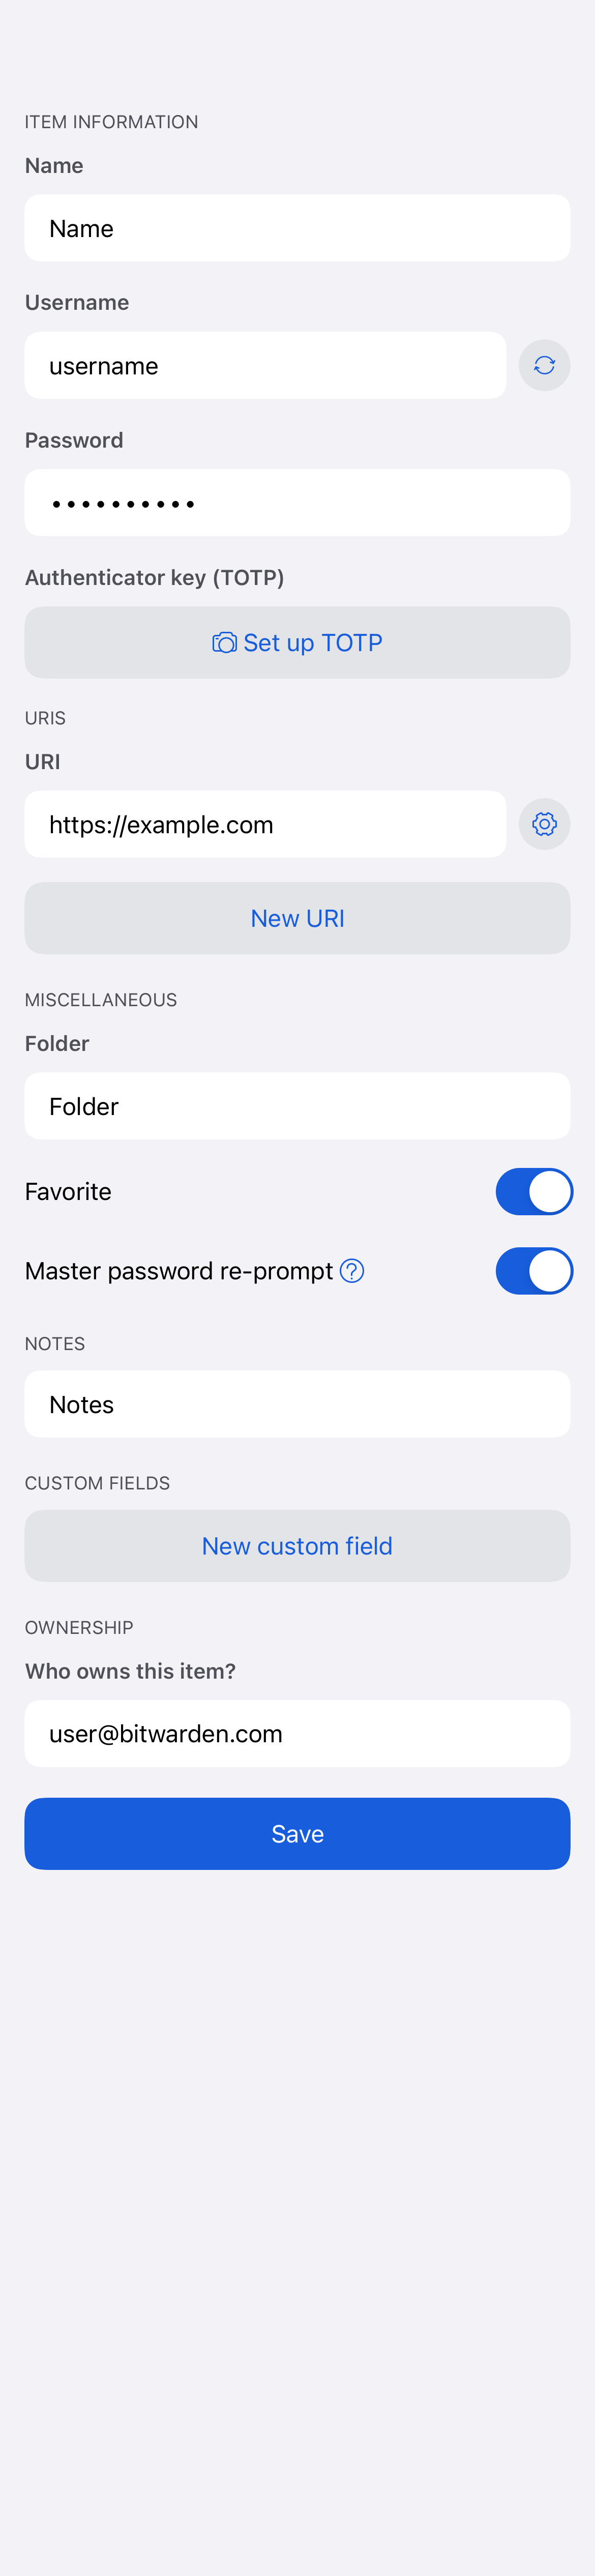 ITEM INFORMATION
Name
Name
Username
username
Password
••••••••••
Authenticator key (TOTP)
Set up TOTP
URIS
URI
https://example.com
New URI
MISCELLANEOUS
Folder
Folder
Favorite
Master password re-prompt
NOTES
Notes
CUSTOM FIELDS
New custom field
OWNERSHIP
Who owns this item?
user@bitwarden.com
Save